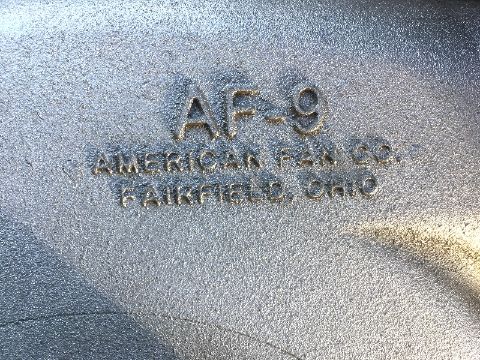 AF-9
AMERICAN FAN CO.
FAIRFIELD, OHIO